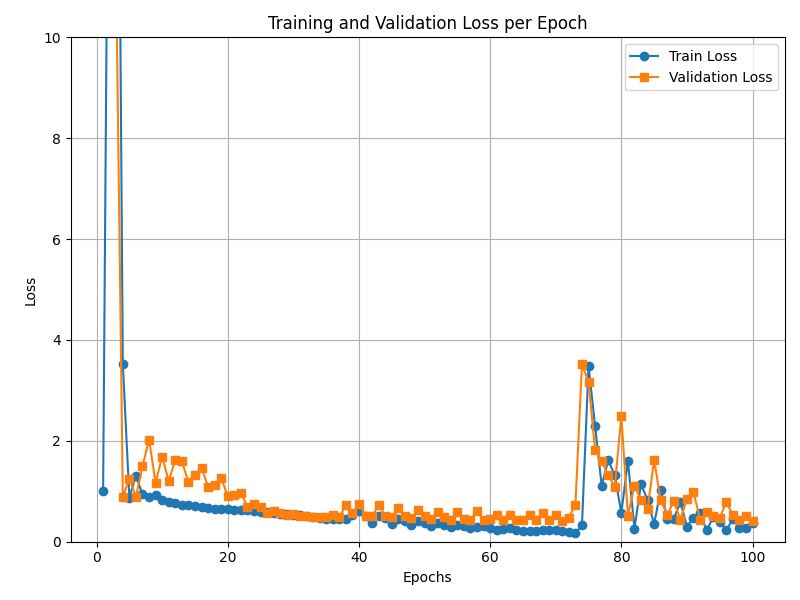 Training and Validation Loss per Epoch
Train Loss
Validation Loss
10
8
6
4
2
0
Loss
0 20 40 60 80 100
Epochs